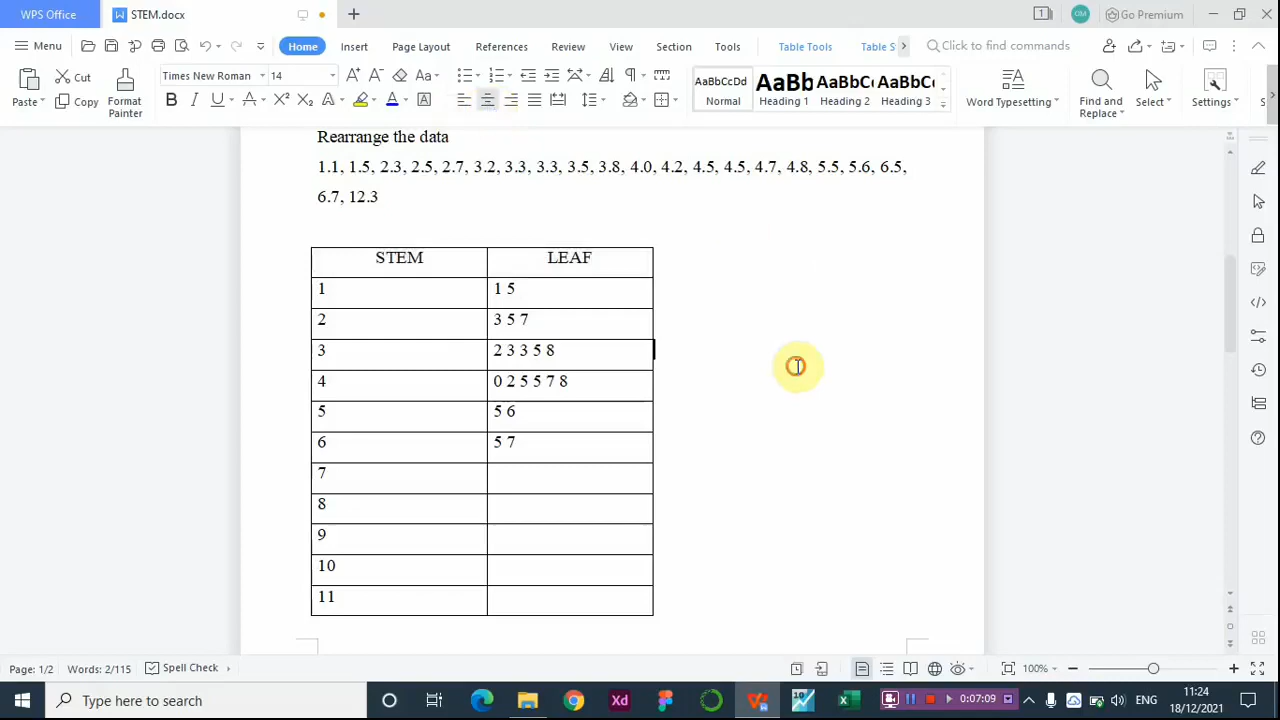 WPS Office STEM.docx 1 OM Go Premium
Menu Home Insert Page Layout References Review View Section Tools Table Tools Table S Click to find commands
Paste Cut Copy Format Painter Times New Roman 14 AaBbCcDd Normal AaBb Heading 1 AaBbC Heading 2 AaBbC Heading 3 Word Typesetting Find and Replace Select Settings S
Rearrange the data
1.1, 1.5, 2.3, 2.5, 2.7, 3.2, 3.3, 3.3, 3.5, 3.8, 4.0, 4.2, 4.5, 4.5, 4.7, 4.8, 5.5, 5.6, 6.5,
6.7, 12.3
STEM LEAF
1 1 5
2 3 5 7
3 2 3 3 5 8
4 0 2 5 5 7 8
5 5 6
6 5 7
7
8
9
10
11
Page: 1/2 Words: 2/115 Spell Check 100%
Type here to search Xd 0:07:09 ENG 11:24
18/12/2021